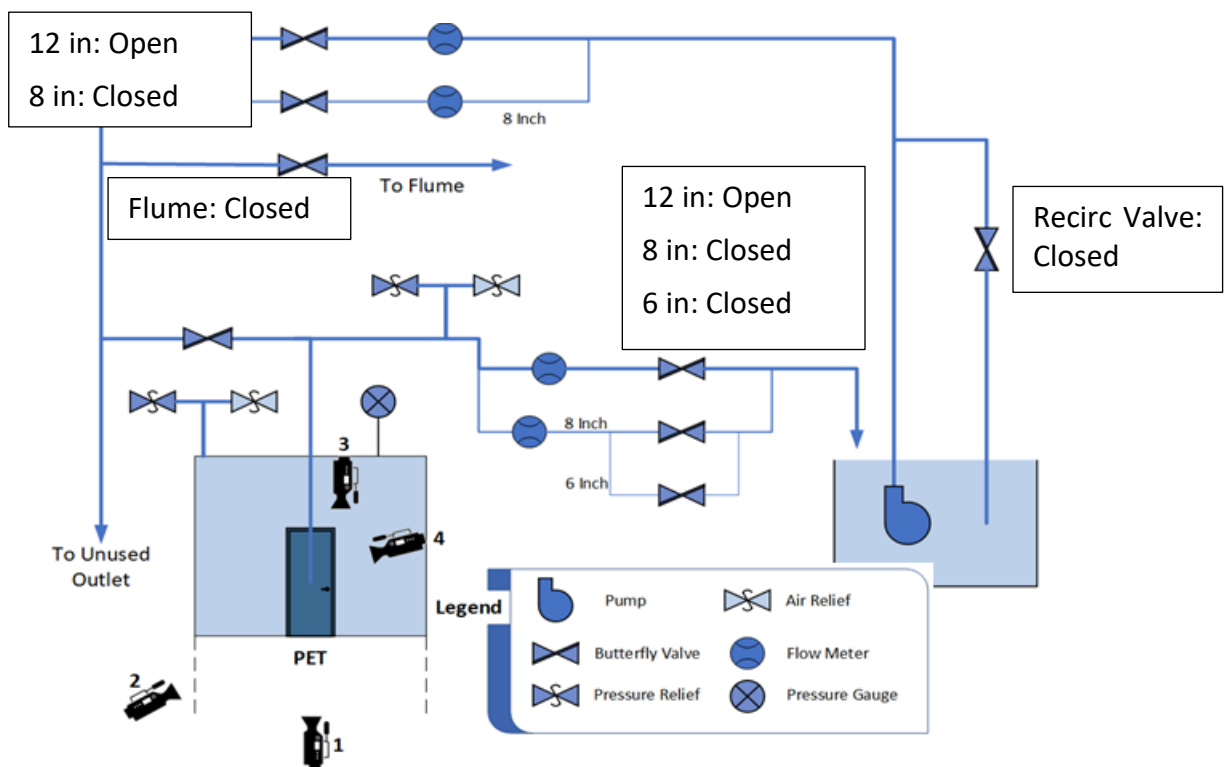 12 in: Open
8 in: Closed
8 Inch
To Flume
Flume: Closed
12 in: Open
8 in: Closed
6 in: Closed
Recirc Valve:
Closed
8 Inch
6 Inch
3
4
To Unused
Outlet
PET
2
1
Legend
Pump
Air Relief
Butterfly Valve
Flow Meter
Pressure Relief
Pressure Gauge